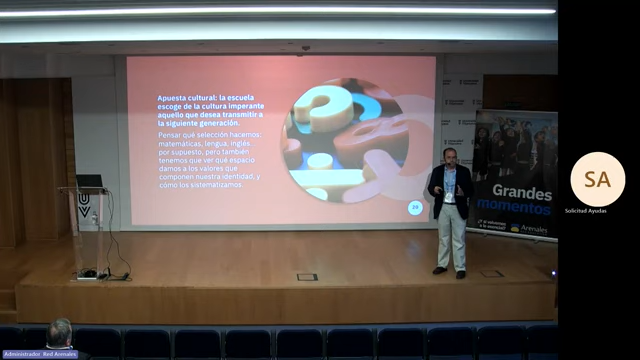 Apuesta cultural: la escuela
escoge de la cultura imperante
aquello que desea transmitir a
la siguiente generación.
Pensar qué selección hacemos:
matemáticas, lengua, inglés...
por supuesto, pero también
tenemos que ver qué espacio
damos a los valores que
componen nuestra identidad, y
cómo los sistematizamos.
29
Grandes
momentos
Arenales
SA
Solicitud Ayudas
Administrador Red Arenales